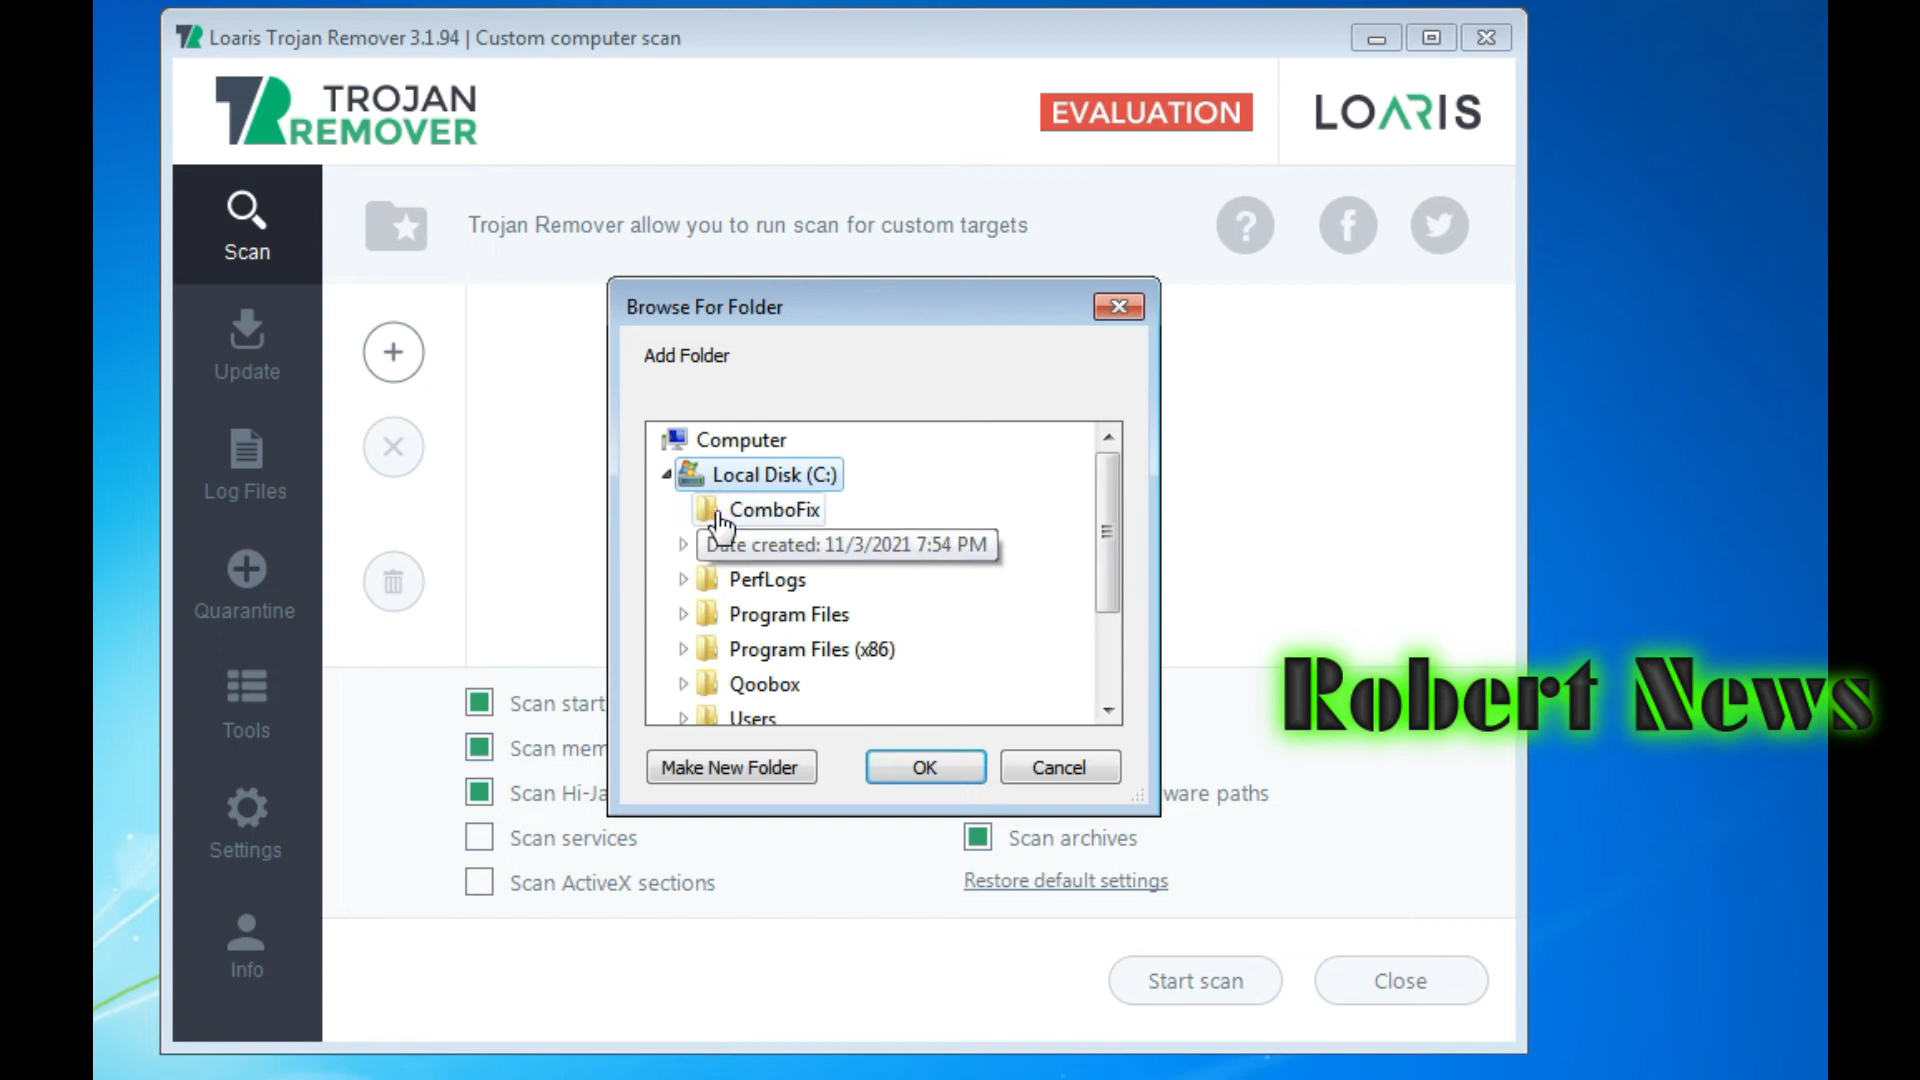 Loaris Trojan Remover 3.1.94 | Custom computer scan
TROJAN
REMOVER
EVALUATION
LOARIS
Scan
Trojan Remover allow you to run scan for custom targets
Update
Log Files
Quarantine
Tools
Settings
Info
Browse For Folder
Add Folder
Computer
Local Disk (C:)
ComboFix
Date created: 11/3/2021 7:54 PM
PerfLogs
Program Files
Program Files (x86)
Qoobox
Users
Make New Folder
OK
Cancel
Scan start
Scan mem
Scan Hi-Ja
ware paths
Scan services
Scan archives
Scan ActiveX sections
Restore default settings
Start scan
Close
Robert News